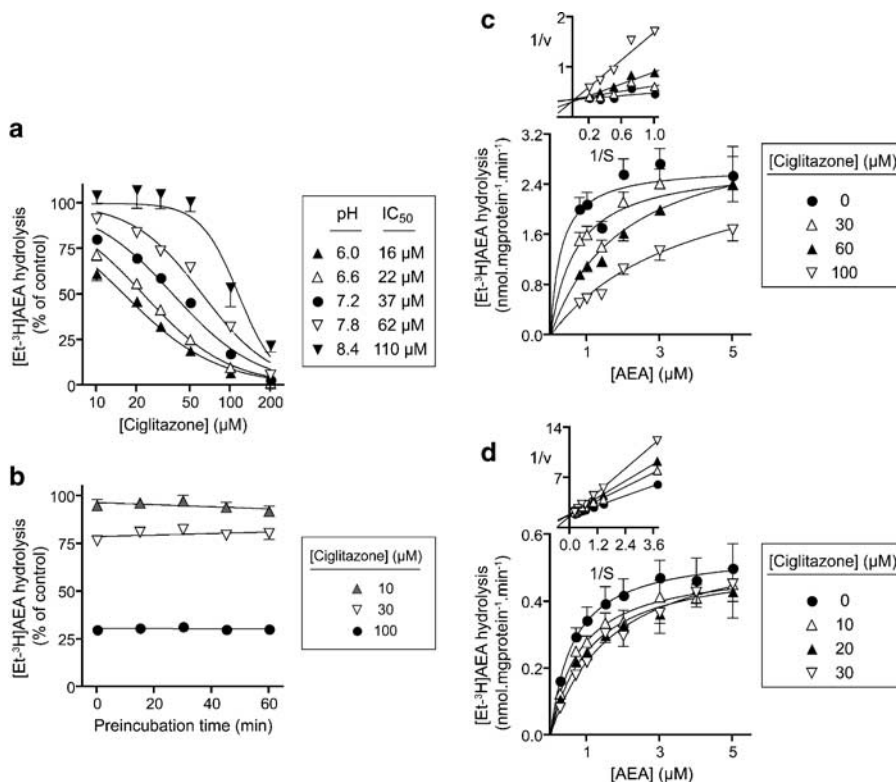 a
[Et-³H]AEA hydrolysis
(% of control)
100
75
50
25
0
10 20 50 100 200
[Ciglitazone] (µM)
pH IC₅₀
6.0 16 µM
6.6 22 µM
7.2 37 µM
7.8 62 µM
8.4 110 µM
b
[Et-³H]AEA hydrolysis
(% of control)
100
75
50
25
0
0 15 30 45 60
Preincubation time (min)
[Ciglitazone] (µM)
10
30
100
c
1/v
2
1
0.2 0.6 1.0
1/S
[Et-³H]AEA hydrolysis
(nmol.mgprotein⁻¹.min⁻¹)
3.2
2.4
1.6
0.8
0.0
1 3 5
[AEA] (µM)
[Ciglitazone] (µM)
0
30
60
100
d
1/v
14
7
0.0 1.2 2.4 3.6
1/S
[Et-³H]AEA hydrolysis
(nmol.mgprotein⁻¹.min⁻¹)
0.6
0.4
0.2
0
1 3 5
[AEA] (µM)
[Ciglitazone] (µM)
0
10
20
30